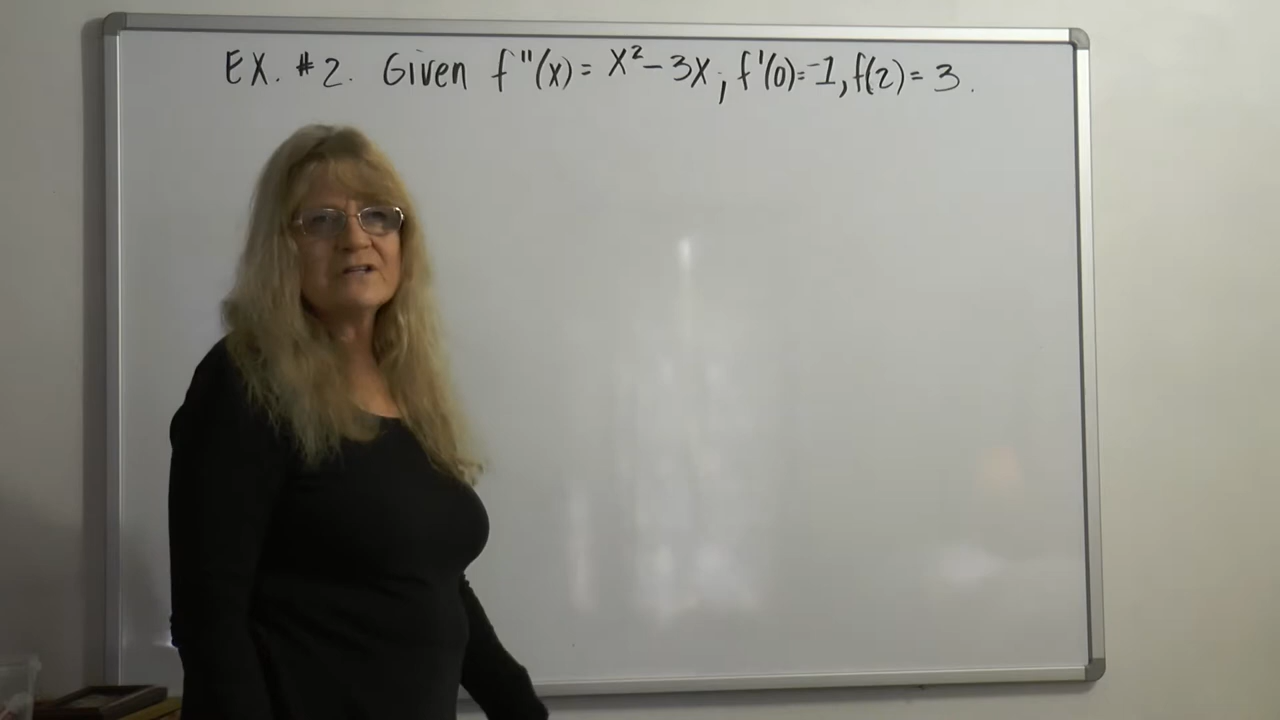 EX. #2. Given f"(x) = x² - 3x, f'(0) = -1, f(2) = 3.